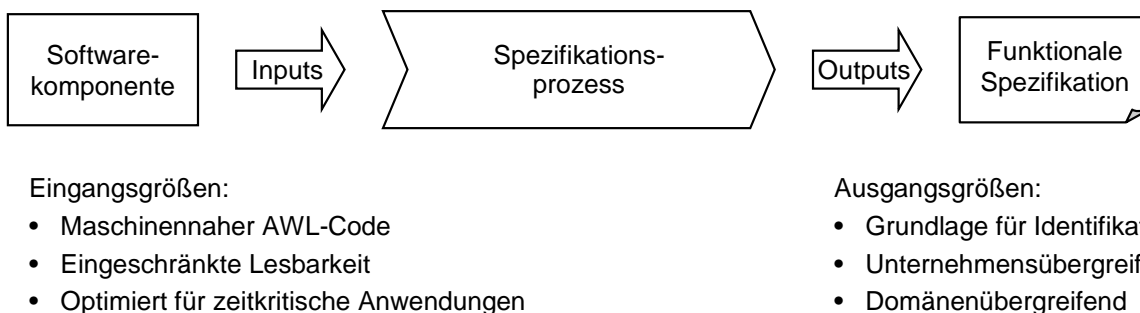 Software-
komponente
Inputs
Spezifikations-
prozess
Outputs
Funktionale
Spezifikation
Eingangsgrößen:
• Maschinennaher AWL-Code
• Eingeschränkte Lesbarkeit
• Optimiert für zeitkritische Anwendungen
Ausgangsgrößen:
• Grundlage für
• Domänenübergreifend